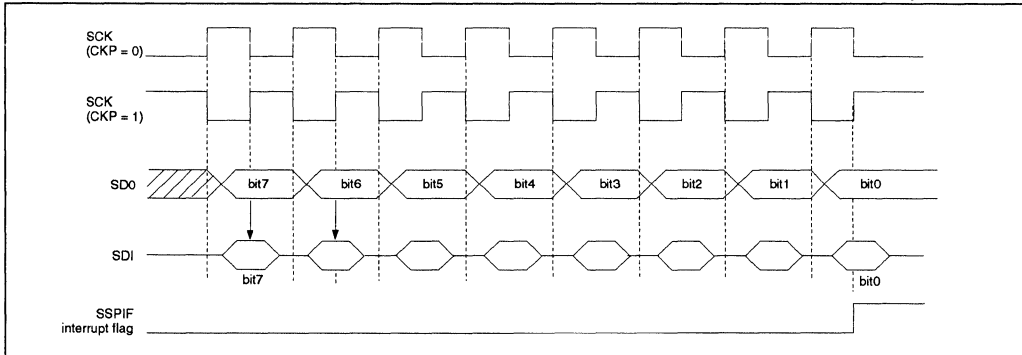 SCK
(CKP = 0)
SCK
(CKP = 1)
SD0
bit7
bit6
bit5
bit4
bit3
bit2
bit1
bit0
SDI
bit7
bit0
SSPIF
interrupt flag